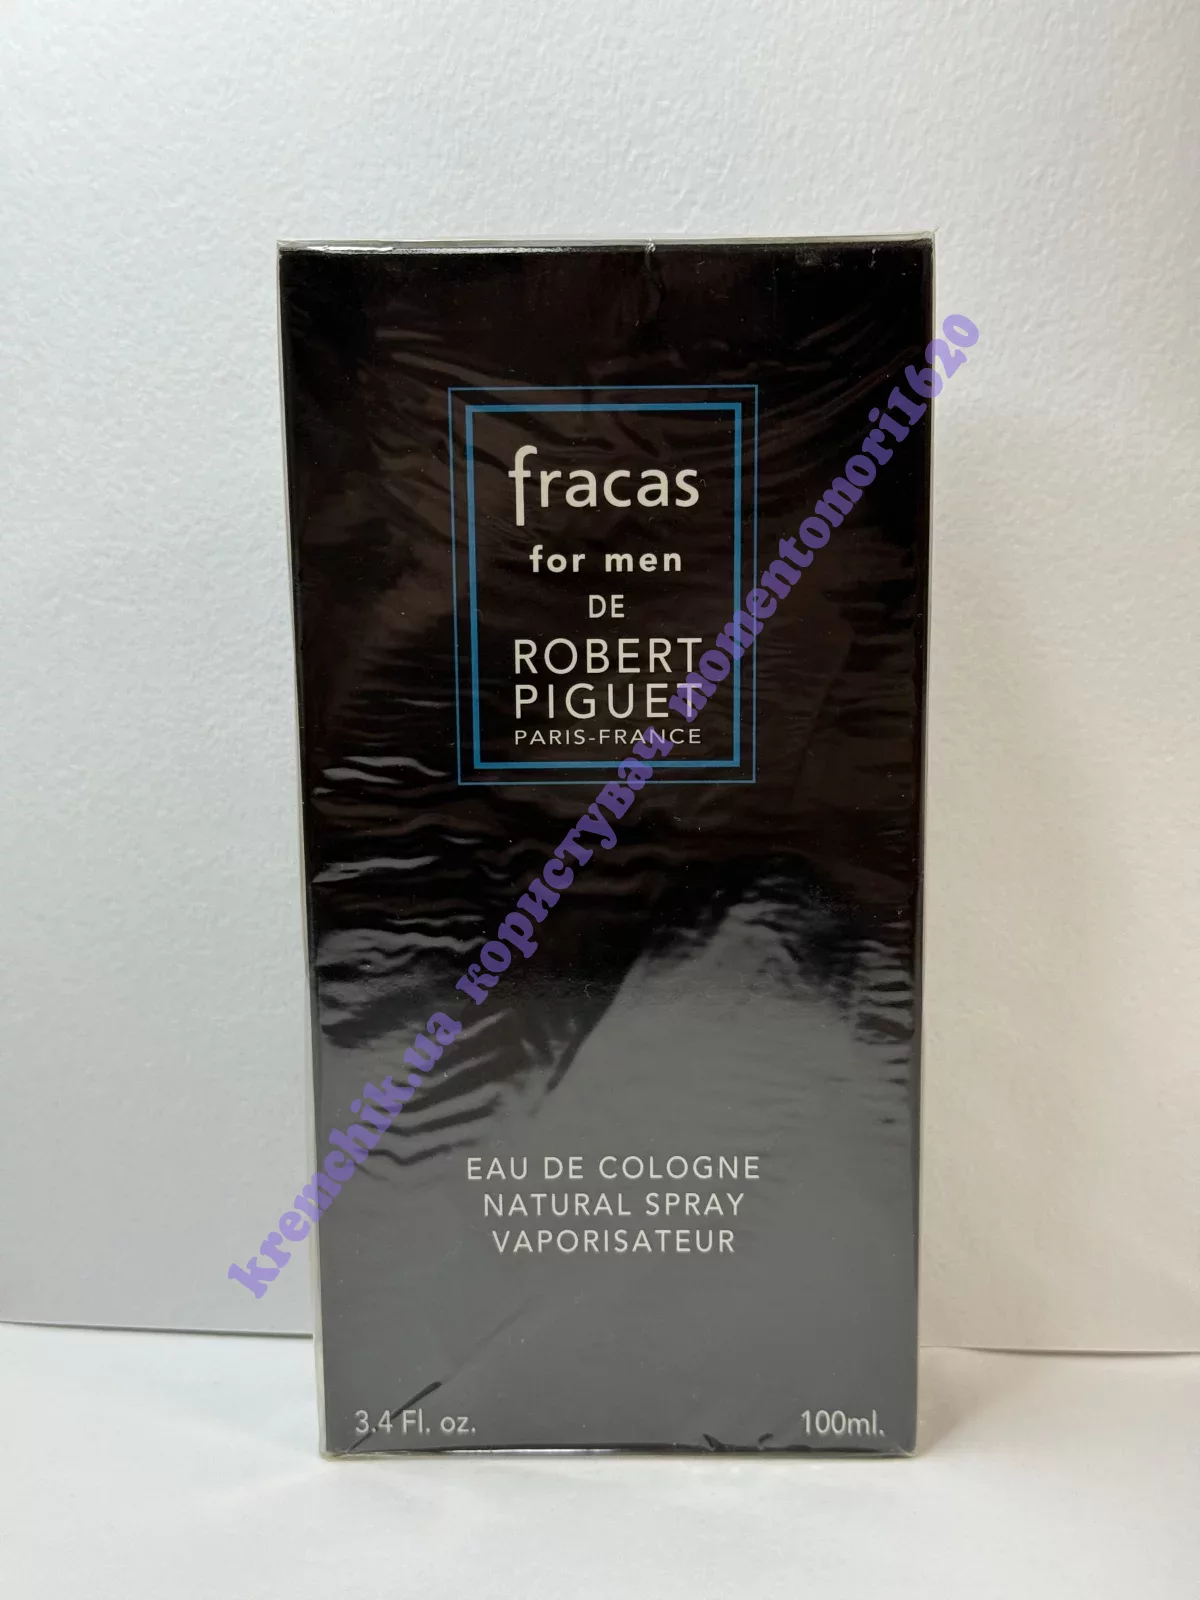 fracas
for men
DE
ROBERT
PIGUET
PARIS-FRANCE
EAU DE COLOGNE
NATURAL SPRAY
VAPORISATEUR
3.4 Fl. oz.
100ml.
kremchik.ua користувач momentomori1620